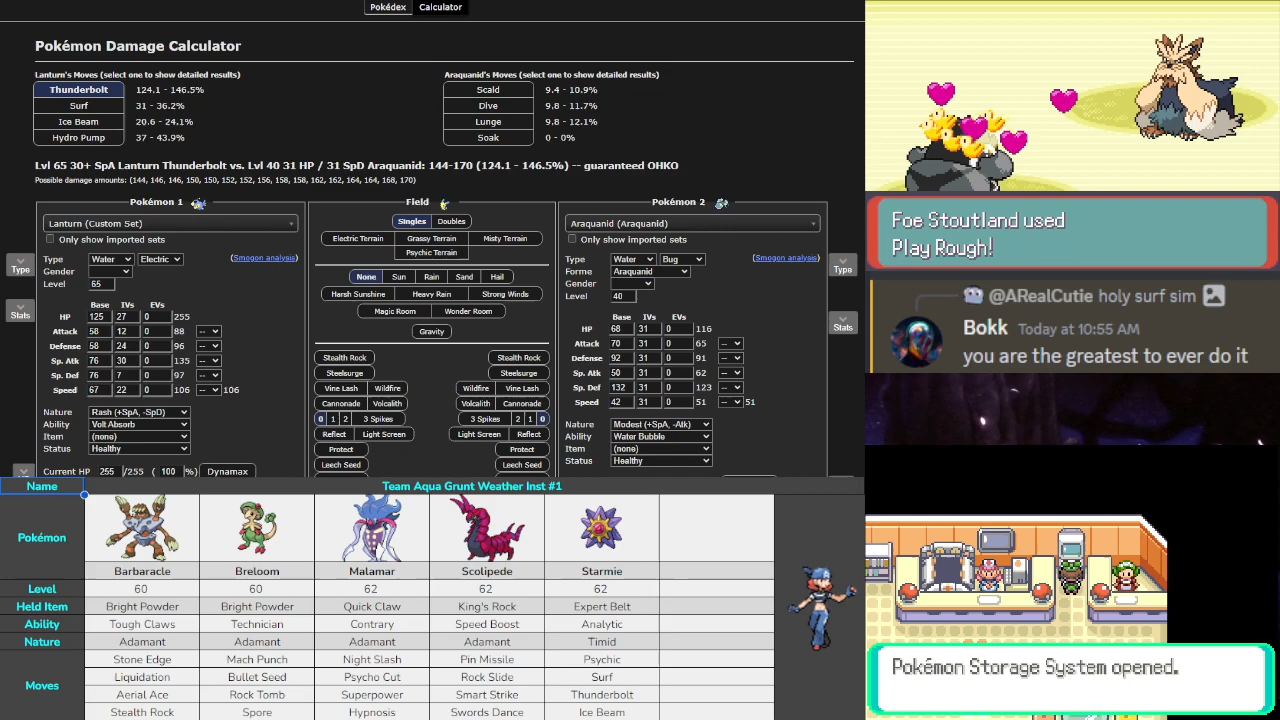 Pokédex Calculator
Pokémon Damage Calculator
Lanturn's Moves (select one to show detailed results)
Thunderbolt 124.1 - 146.5%
Surf 31 - 36.2%
Ice Beam 20.6 - 24.1%
Hydro Pump 37 - 43.9%
Araquanid's Moves (select one to show detailed results)
Scald 9.4 - 10.9%
Dive 9.8 - 11.7%
Lunge 9.8 - 12.1%
Soak 0 - 0%
Lvl 65 30+ SpA Lanturn Thunderbolt vs. Lvl 40 31 HP / 31 SpD Araquanid: 144-170 (124.1 - 146.5%) -- guaranteed OHKO
Possible damage amounts: (144, 146, 146, 150, 150, 152, 152, 156, 158, 158, 162, 162, 164, 164, 168, 170)
Pokémon 1
Lanturn (Custom Set)
Only show imported sets
Type Water Electric (Smogon analysis)
Gender
Level 65
Type
Stats
Base IVs EVs
HP 125 27 0 255
Attack 58 12 0 88 --
Defense 58 24 0 96 --
Sp. Atk 76 30 0 135 --
Sp. Def 76 7 0 97 --
Speed 67 22 0 106 -- 106
Nature Rash (+SpA, -SpD)
Ability Volt Absorb
Item (none)
Status Healthy
Current HP 255 /255 ( 100 %) Dynamax
Field
Singles Doubles
Electric Terrain Grassy Terrain Misty Terrain
Psychic Terrain
None Sun Rain Sand Hail
Harsh Sunshine Heavy Rain Strong Winds
Magic Room Wonder Room
Gravity
Stealth Rock Stealth Rock
Steelsurge Steelsurge
Vine Lash Wildfire Wildfire Vine Lash
Cannonade Volcalith Volcalith Cannonade
0 1 2 3 Spikes 3 Spikes 2 1 0
Reflect Light Screen Light Screen Reflect
Protect Protect
Leech Seed Leech Seed
Pokémon 2
Araquanid (Araquanid)
Only show imported sets
Type Water Bug (Smogon analysis)
Forme Araquanid
Gender
Level 40
Type
Stats
Base IVs EVs
HP 68 31 0 116
Attack 70 31 0 65 --
Defense 92 31 0 91 --
Sp. Atk 50 31 0 62 --
Sp. Def 132 31 0 123 --
Speed 42 31 0 51 -- 51
Nature Modest (+SpA, -Atk)
Ability Water Bubble
Item (none)
Status Healthy
Name Team Aqua Grunt Weather Inst #1
Pokémon
Barbaracle Breloom Malamar Scolipede Starmie
Level 60 60 62 62 62
Held Item Bright Powder Bright Powder Quick Claw King's Rock Expert Belt
Ability Tough Claws Technician Contrary Speed Boost Analytic
Nature Adamant Adamant Adamant Adamant Timid
Moves
Stone Edge Mach Punch Night Slash Pin Missile Psychic
Liquidation Bullet Seed Psycho Cut Rock Slide Surf
Aerial Ace Rock Tomb Superpower Smart Strike Thunderbolt
Stealth Rock Spore Hypnosis Swords Dance Ice Beam
Foe Stoutland used
Play Rough!
@ARealCutie holy surf sim
Bokk Today at 10:55 AM
you are the greatest to ever do it
Pokémon Storage System opened.